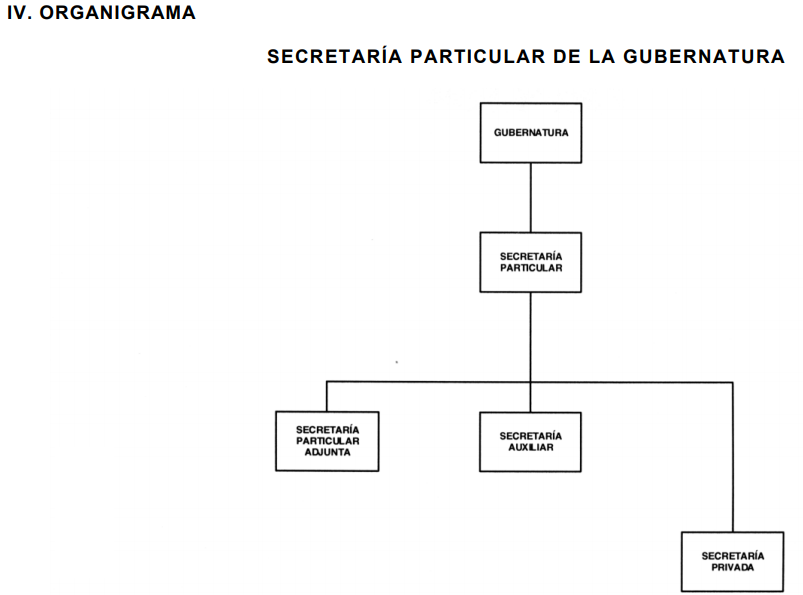 IV. ORGANIGRAMA
SECRETARÍA PARTICULAR DE LA GUBERNATURA
GUBERNATURA
SECRETARÍA
PARTICULAR
SECRETARÍA
PARTICULAR
ADJUNTA
SECRETARÍA
AUXILIAR
SECRETARÍA
PRIVADA